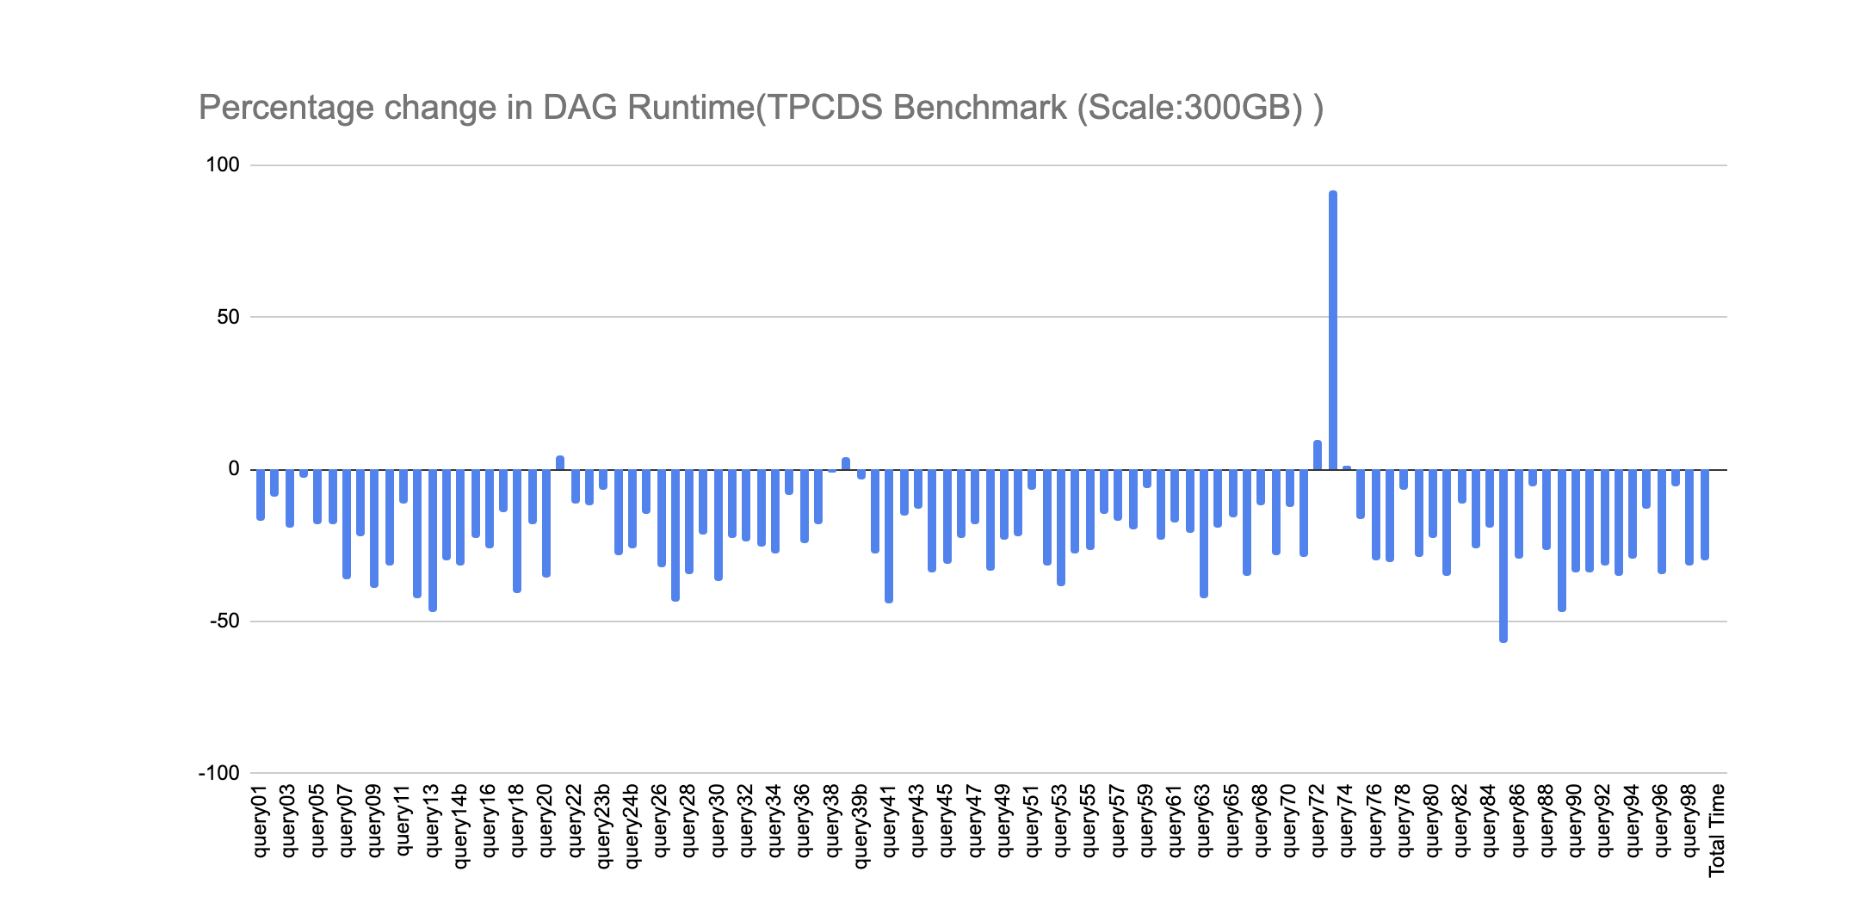 Percentage change in DAG Runtime(TPCDS Benchmark (Scale:300GB) )
100
50
0
-50
-100
query01
query03
query05
query07
query09
query11
query13
query14b
query16
query18
query20
query22
query23b
query24b
query26
query28
query30
query32
query34
query36
query38
query39b
query41
query43
query45
query47
query49
query51
query53
query55
query57
query59
query61
query63
query65
query68
query70
query72
query74
query76
query78
query80
query82
query84
query86
query88
query90
query92
query94
query96
query98
Total Time